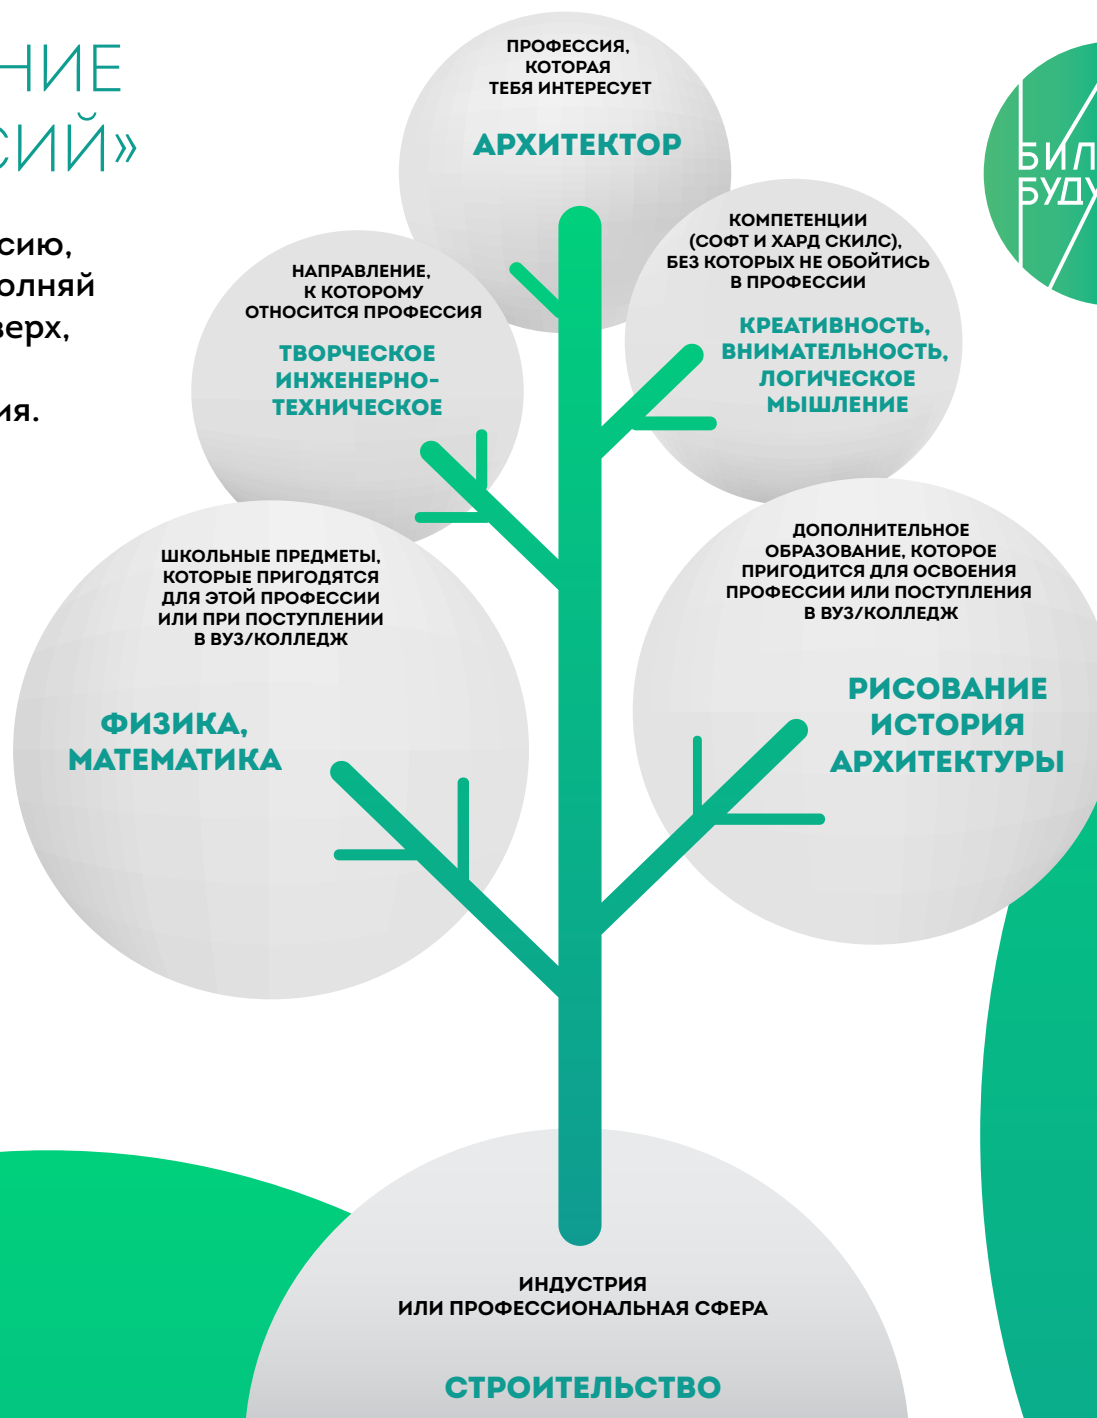 НИЕ
СИЙ»
сию,
олняй
верх,
ия.
ПРОФЕССИЯ,
КОТОРАЯ
ТЕБЯ ИНТЕРЕСУЕТ
АРХИТЕКТОР
БИЛ
БУДУ
НАПРАВЛЕНИЕ,
К КОТОРОМУ
ОТНОСИТСЯ ПРОФЕССИЯ
ТВОРЧЕСКОЕ
ИНЖЕНЕРНО-
ТЕХНИЧЕСКОЕ
КОМПЕТЕНЦИИ
(СОФТ И ХАРД СКИЛС),
БЕЗ КОТОРЫХ НЕ ОБОЙТИСЬ
В ПРОФЕССИИ
КРЕАТИВНОСТЬ,
ВНИМАТЕЛЬНОСТЬ,
ЛОГИЧЕСКОЕ
МЫШЛЕНИЕ
ШКОЛЬНЫЕ ПРЕДМЕТЫ,
КОТОРЫЕ ПРИГОДЯТСЯ
ДЛЯ ЭТОЙ ПРОФЕССИИ
ИЛИ ПРИ ПОСТУПЛЕНИИ
В ВУЗ/КОЛЛЕДЖ
ФИЗИКА,
МАТЕМАТИКА
ДОПОЛНИТЕЛЬНОЕ
ОБРАЗОВАНИЕ, КОТОРОЕ
ПРИГОДИТСЯ ДЛЯ ОСВОЕНИЯ
ПРОФЕССИИ ИЛИ ПОСТУПЛЕНИЯ
В ВУЗ/КОЛЛЕДЖ
РИСОВАНИЕ
ИСТОРИЯ
АРХИТЕКТУРЫ
ИНДУСТРИЯ
ИЛИ ПРОФЕССИОНАЛЬНАЯ СФЕРА
СТРОИТЕЛЬСТВО